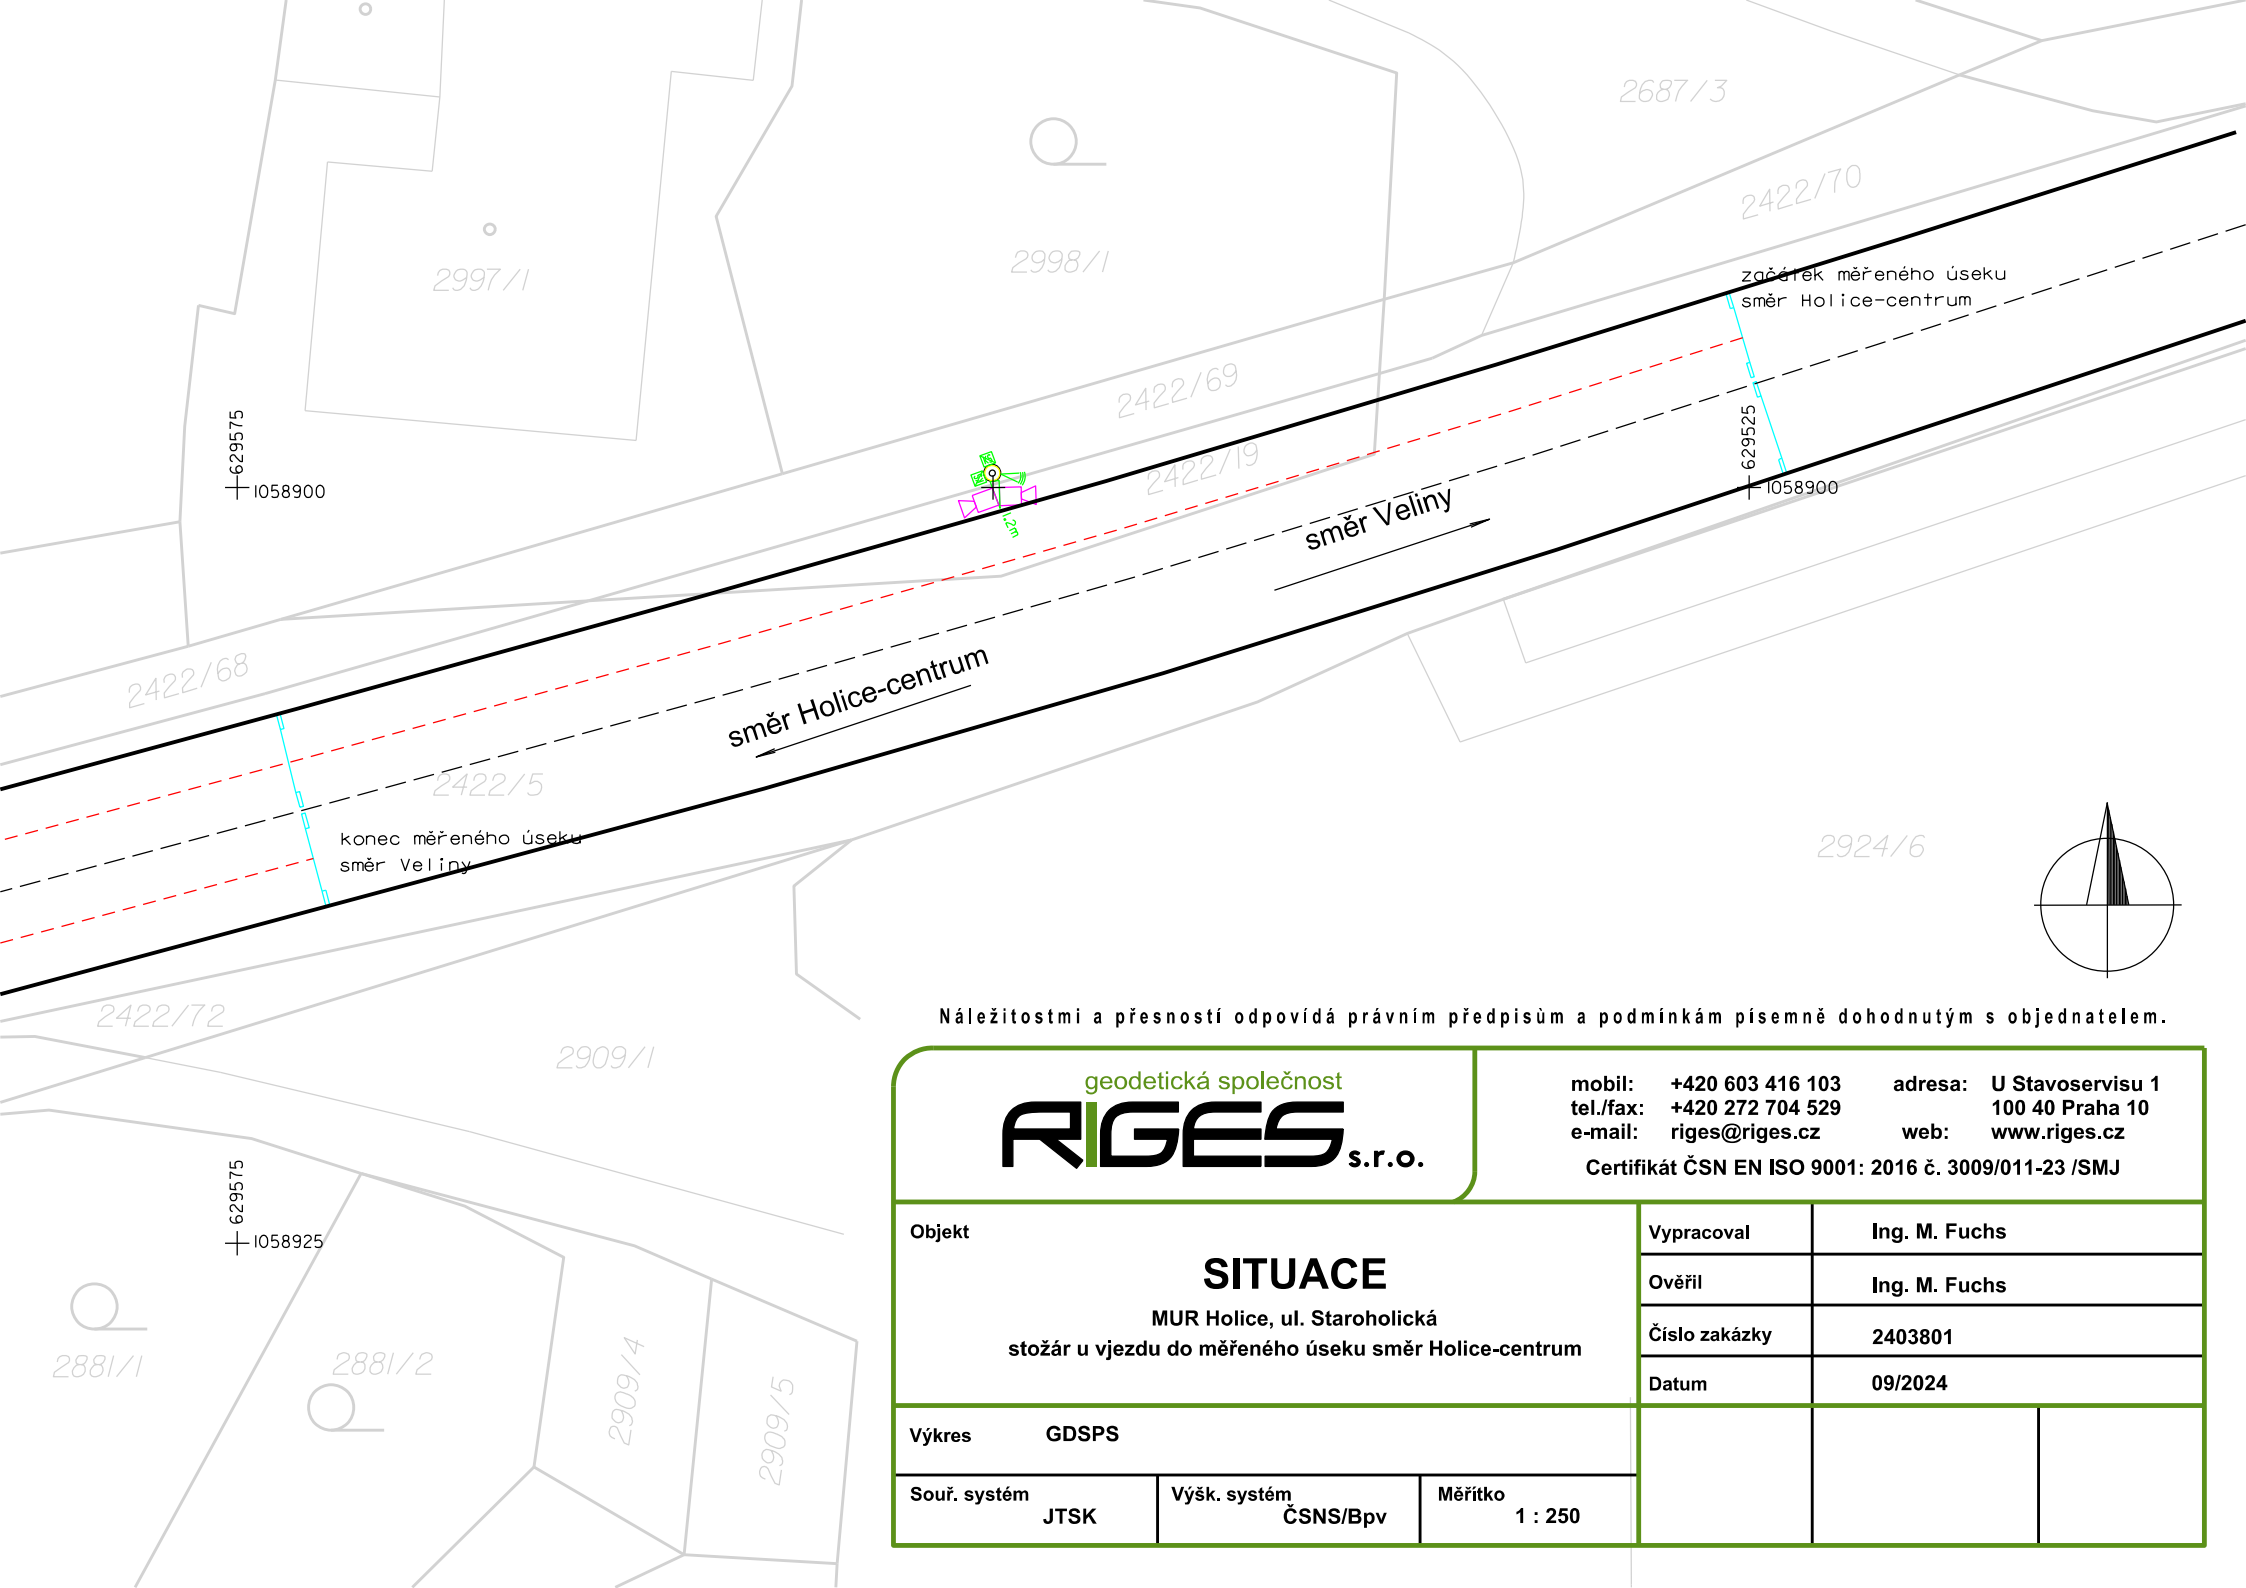 2687/3
2422/70
2997/1
2998/1
začátek měřeného úseku
směr Holice-centrum
2422/69
629575
1058900
629525
1058900
2422/19
1.2m
směr Veliny
2422/68
směr Holice-centrum
2422/5
konec měřeného úseku
směr Veliny
2924/6
2422/72
2909/1
Náležitostmi a přesností odpovídá právním předpisùm a podmínkám písemně dohodnutým s objednatelem.
geodetická společnost
RIGES s.r.o.
mobil: +420 603 416 103 adresa: U Stavoservisu 1
tel./fax: +420 272 704 529 100 40 Praha 10
e-mail: riges@riges.cz web: www.riges.cz
Certifikát ČSN EN ISO 9001: 2016 č. 3009/011-23 /SMJ
629575
1058925
Objekt
SITUACE
MUR Holice, ul. Staroholická
stožár u vjezdu do měřeného úseku směr Holice-centrum
Vypracoval Ing. M. Fuchs
Ověřil Ing. M. Fuchs
Číslo zakázky 2403801
Datum 09/2024
2881/1
2881/2
2909/4
2909/5
Výkres GDSPS
Souř. systém JTSK
Výšk. systém ČSNS/Bpv
Měřítko 1 : 250